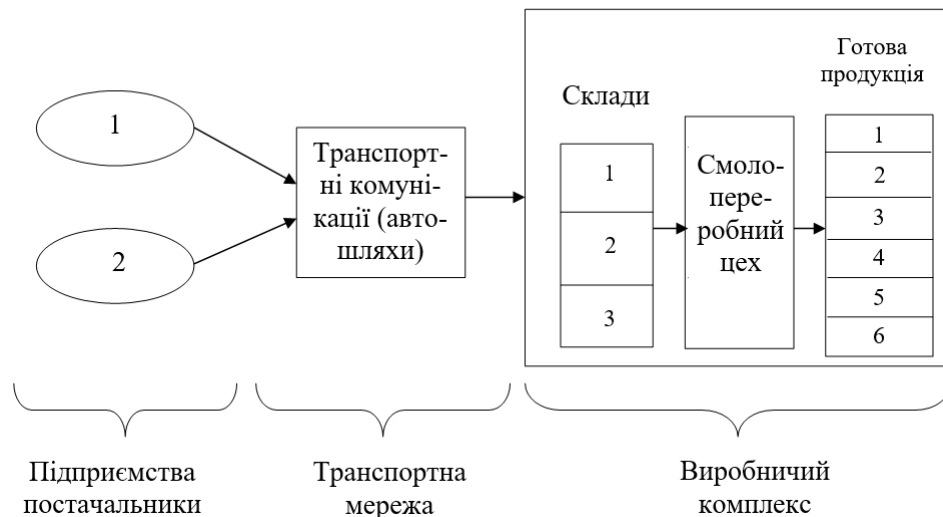 1
2
Транспорт-
ні комуні-
кації (авто-
шляхи)
Склади
1
2
3
Смоло-
пере-
робний
цех
Готова
продукція
1
2
3
4
5
6
Підприємства
постачальники
Транспортна
мережа
Виробничий
комплекс